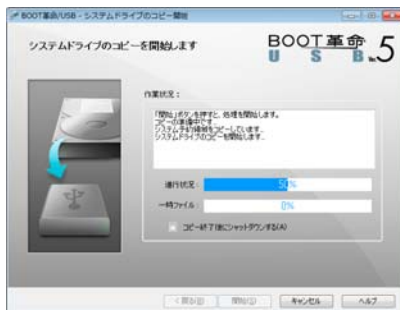 BOOT革命/USB - システムドライブのコピー開始
システムドライブのコピーを開始します
BOOT革命
USB Ver.5
作業状況:
「開始」ボタンを押すと、処理を開始します。
コピーの準備中です。
システム予約領域をコピーしています。
システムドライブのコピーを開始します。
進行状況: 50%
一時ファイル: 0%
コピー終了後にシャットダウンする(A)
< 戻る(B) 開始(S) キャンセル ヘルプ